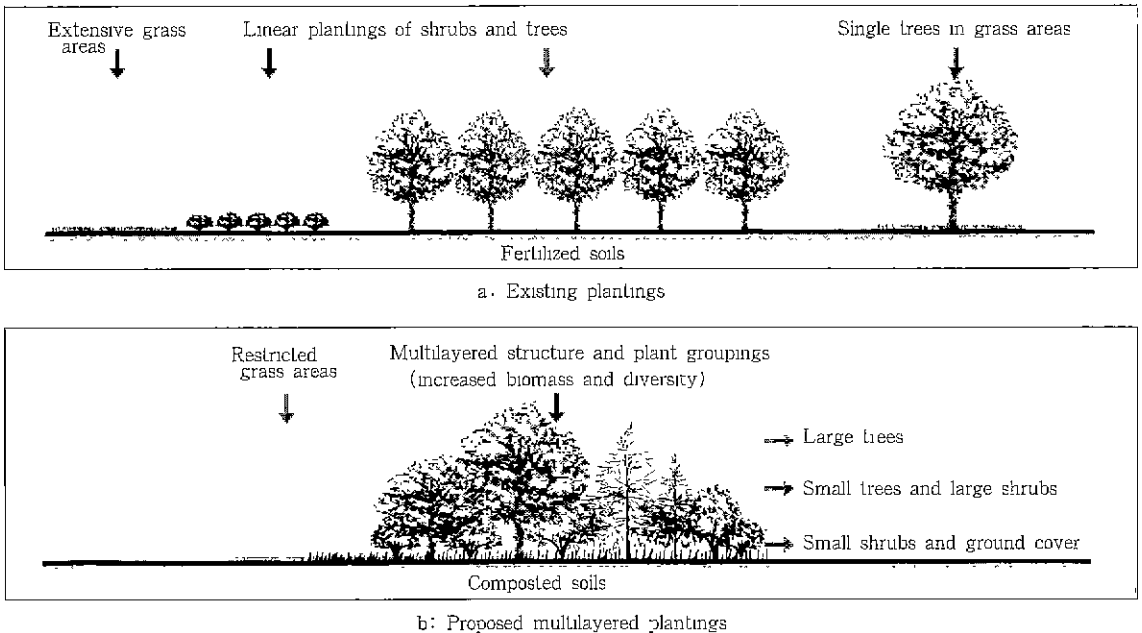 Extensive grass
areas
Linear plantings of shrubs and trees
Single trees in grass areas
Fertilized soils
a. Existing plantings
Restricled
grass areas
Multilayered structure and plant groupings
(increased biomass and diversity)
Large trees
Small trees and large shrubs
Small shrubs and ground cover
Composted soils
b: Proposed multilayered plantings